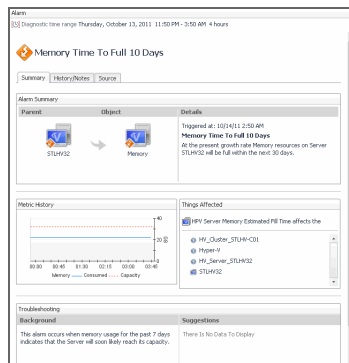 Alarm
Diagnostic time range Thursday, October 13, 2011 11:50 PM - 3:50 AM 4 hours
Memory Time To Full 10 Days
Summary History/Notes Source
Alarm Summary
Parent Object Details
STLHV32
Memory
Triggered at: 10/14/11 2:50 AM
Memory Time To Full 10 Days
At the present growth rate Memory resources on Server
STLHV32 will be full within the next 30 days.
Metric History
40
20
00:00 00:45 01:30 02:15 03:00 03:45
Memory Consumed Capacity
Things Affected
HPV Server Memory Estimated Fill Time affects the
HV_Cluster_STLHV-C01
Hyper-V
HV_Server_STLHV32
STLHV32
Troubleshooting
Background Suggestions
This alarm occurs when memory usage for the past 7 days
indicates that the Server will soon likely reach its capacity.
There Is No Data To Display